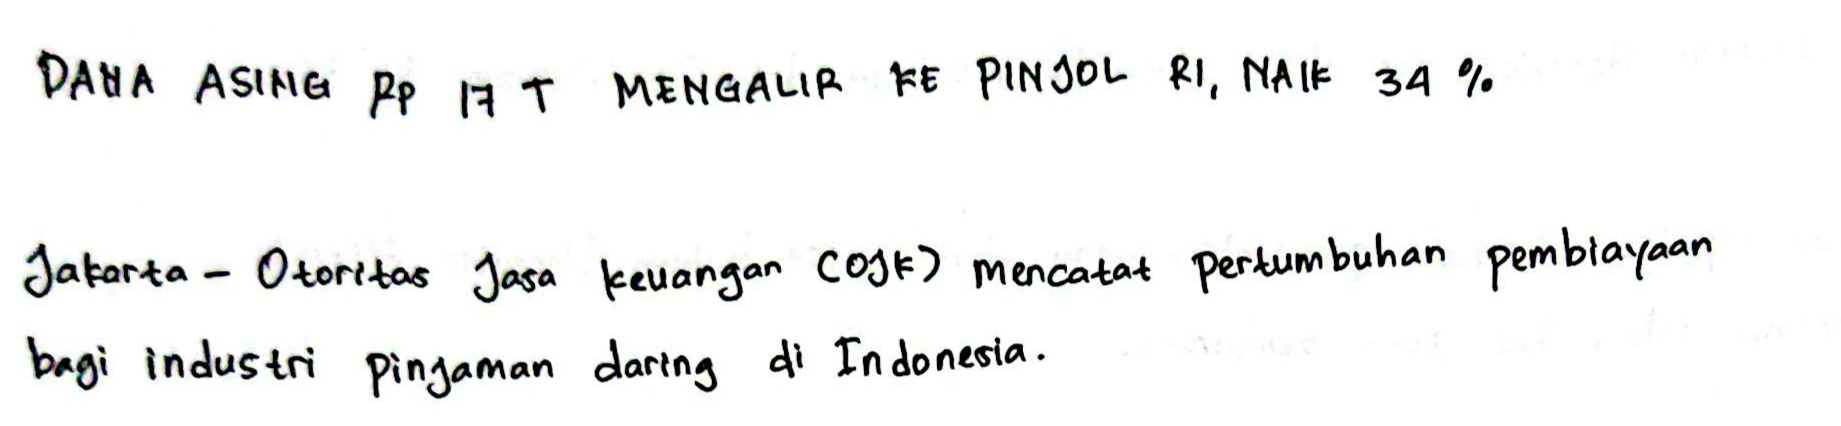 DANA ASING Rp 17 T MENGALIR KE PINJOL RI, NAIK 34 %
Jakarta - Otoritas Jasa keuangan (OJK) mencatat pertumbuhan pembiayaan
bagi industri pinjaman daring di Indonesia.